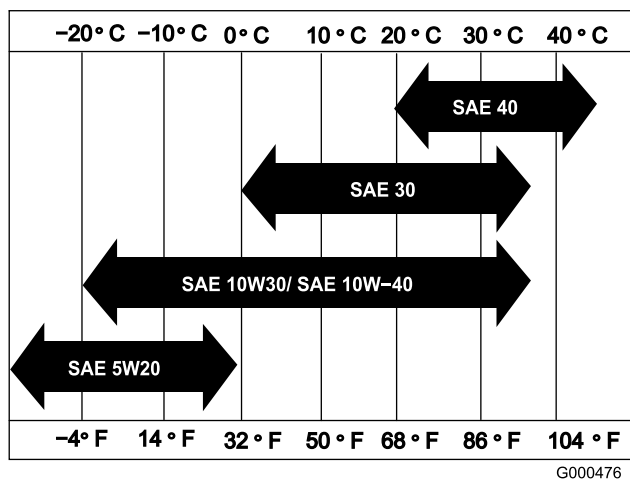 −20° C −10° C 0° C 10° C 20° C 30° C 40° C
SAE 40
SAE 30
SAE 10W30/ SAE 10W−40
SAE 5W20
−4° F 14° F 32° F 50° F 68° F 86° F 104 ° F
G000476